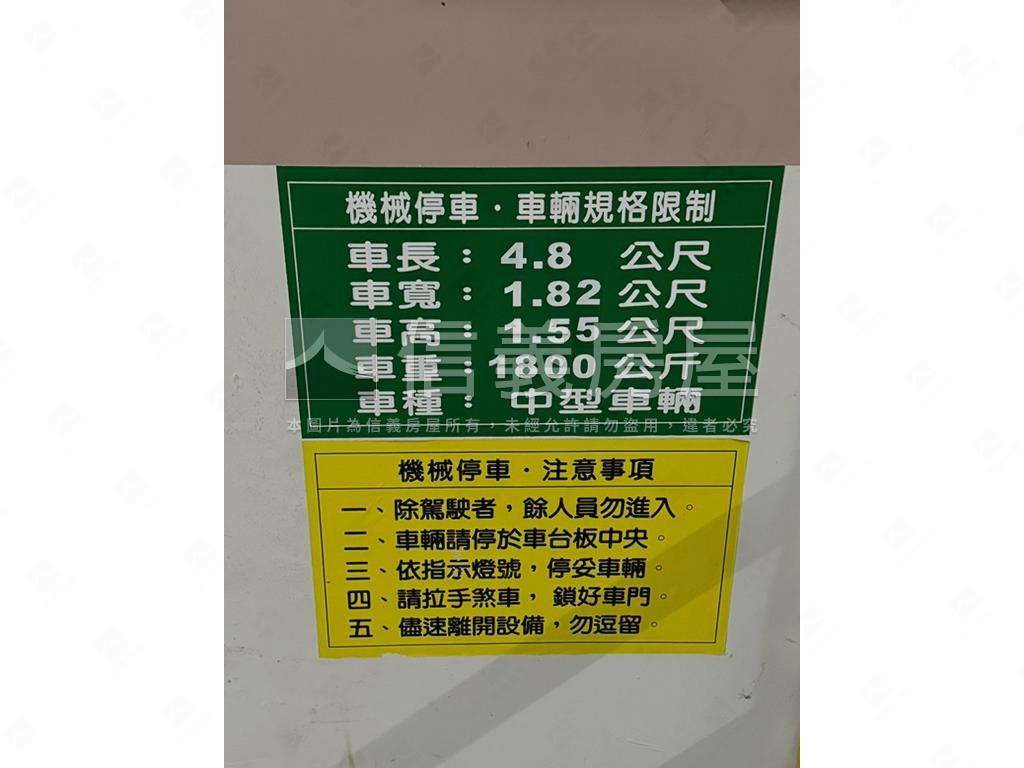 機械停車·車輛規格限制
車長：4.8 公尺
車寬：1.82 公尺
車高：1.55 公尺
信義房屋
車重：1800 公斤
車種：中型車輛
本圖片為信義房屋所有，未經允許請勿盜用，違者必究
機械停車·注意事項
一、除駕駛者，餘人員勿進入。
二、車輛請停於車台板中央。
三、依指示燈號，停妥車輛。
四、請拉手煞車，鎖好車門。
五、儘速離開設備，勿逗留。